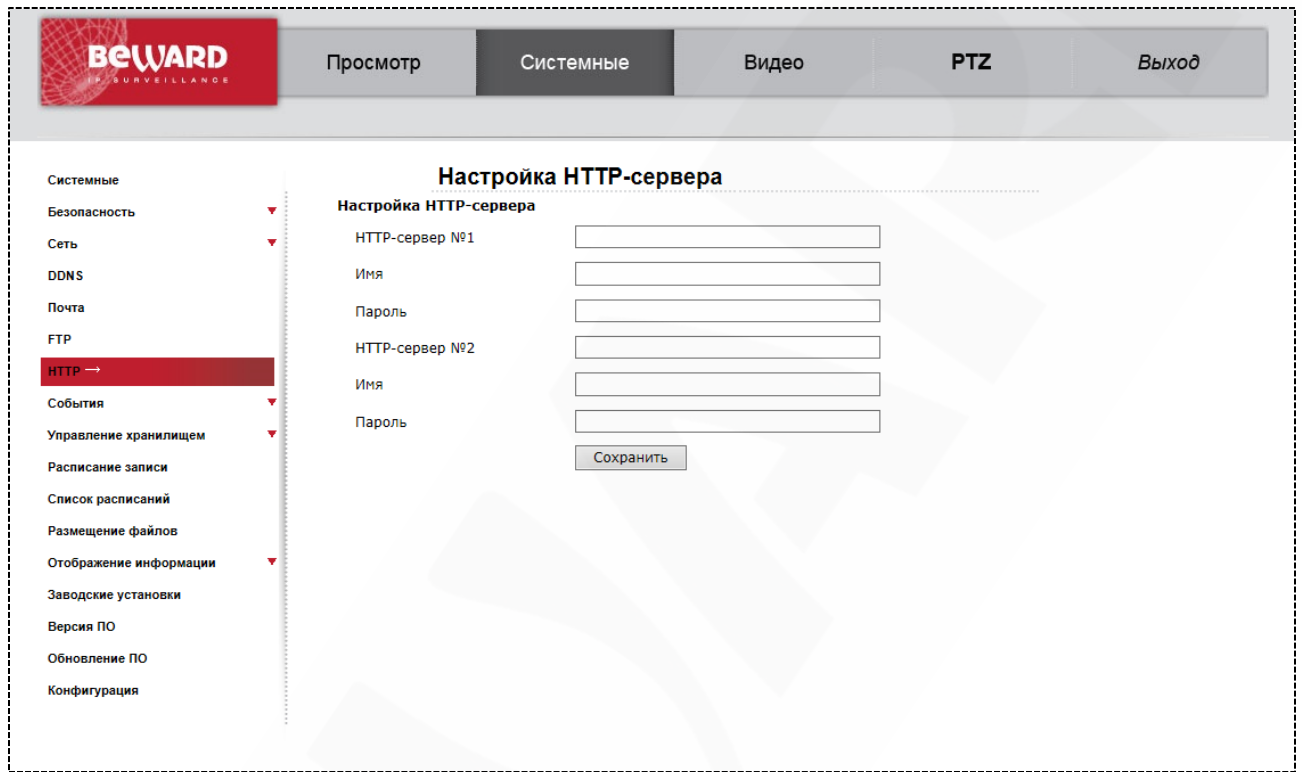 BEWARD
IP SURVEILLANCE
Просмотр
Системные
Видео
PTZ
Выход
Системные
Безопасность
Сеть
DDNS
Почта
FTP
HTTP →
События
Управление хранилищем
Расписание записи
Список расписаний
Размещение файлов
Отображение информации
Заводские установки
Версия ПО
Обновление ПО
Конфигурация
Настройка HTTP-сервера
Настройка HTTP-сервера
HTTP-сервер №1
Имя
Пароль
HTTP-сервер №2
Имя
Пароль
Сохранить